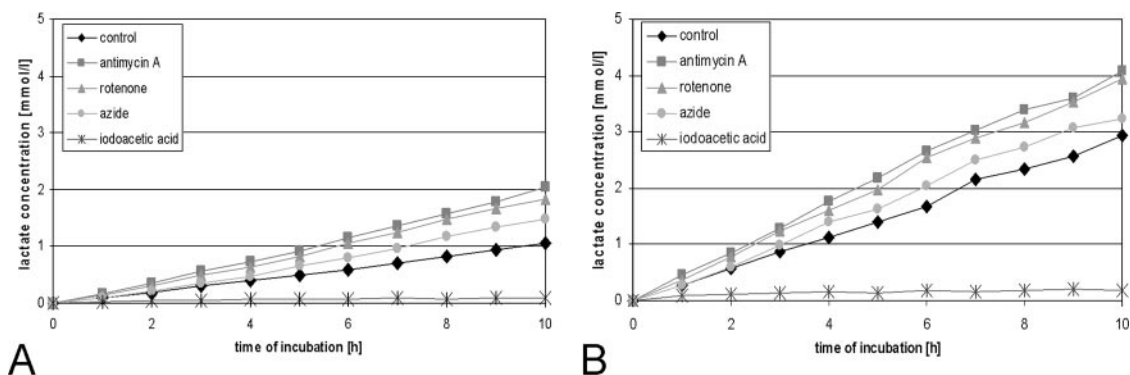 5
4
3
2
1
0
control
antimycin A
rotenone
azide
iodoacetic acid
lactate concentration [mmol/l]
0 2 4 6 8 10
time of incubation [h]
A
5
4
3
2
1
0
control
antimycin A
rotenone
azide
iodoacetic acid
lactate concentration [mmol/l]
0 2 4 6 8 10
time of incubation [h]
B